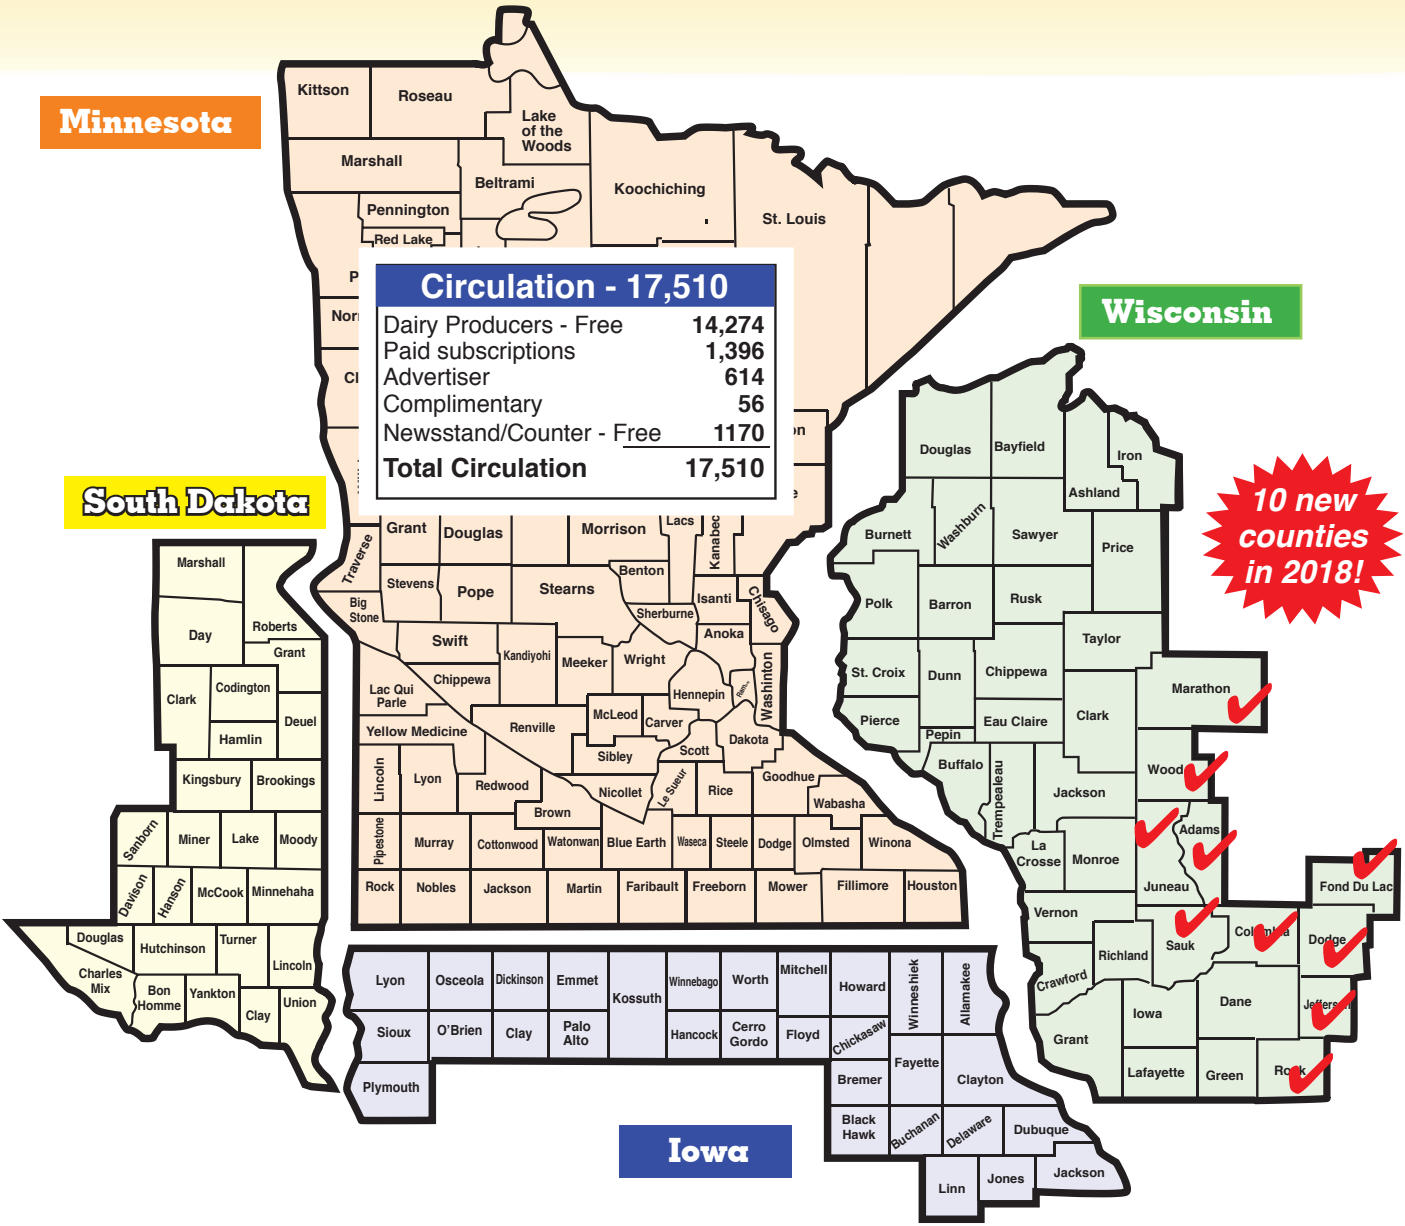 Minnesota
Kittson
Roseau
Lake
of the
Woods
Marshall
Beltrami
Koochiching
Pennington
Red Lake
St. Louis
P
Nor
Cl
on
e
Circulation - 17,510
Dairy Producers - Free 14,274
Paid subscriptions 1,396
Advertiser 614
Complimentary 56
Newsstand/Counter - Free 1170
Total Circulation 17,510
Grant
Douglas
Morrison
Lacs
Kanabec
Traverse
Benton
Stevens
Pope
Stearns
Isanti
Chisago
Big
Stone
Sherburne
Anoka
Swift
Kandiyohi
Meeker
Wright
Washinton
Chippewa
Lac Qui
Parle
Hennepin
Ram.
McLeod
Carver
Renville
Yellow Medicine
Scott
Dakota
Sibley
Lincoln
Lyon
Redwood
Nicollet
Le Sueur
Rice
Goodhue
Wabasha
Brown
Pipestone
Murray
Cottonwood
Watonwan
Blue Earth
Waseca
Steele
Dodge
Olmsted
Winona
Rock
Nobles
Jackson
Martin
Faribault
Freeborn
Mower
Fillimore
Houston
Wisconsin
Douglas
Bayfield
Iron
Ashland
Burnett
Washburn
Sawyer
Price
Polk
Barron
Rusk
Taylor
St. Croix
Dunn
Chippewa
Marathon
Pierce
Eau Claire
Clark
Pepin
Buffalo
Trempealeau
Jackson
Wood
Adams
La
Crosse
Monroe
Juneau
Fond Du Lac
Vernon
Richland
Sauk
Columbia
Dodge
Crawford
Iowa
Dane
Jefferson
Grant
Lafayette
Green
Rock
10 new
counties
in 2018!
South Dakota
Marshall
Day
Roberts
Grant
Clark
Codington
Deuel
Hamlin
Kingsbury
Brookings
Sanborn
Miner
Lake
Moody
Davison
Hanson
McCook
Minnehaha
Douglas
Hutchinson
Turner
Lincoln
Charles
Mix
Bon
Homme
Yankton
Clay
Union
Lyon
Osceola
Dickinson
Emmet
Kossuth
Winnebago
Worth
Mitchell
Howard
Winneshiek
Allamakee
Sioux
O'Brien
Clay
Palo
Alto
Hancock
Cerro
Gordo
Floyd
Chickasaw
Fayette
Clayton
Plymouth
Bremer
Black
Hawk
Buchanan
Delaware
Dubuque
Linn
Jones
Jackson
Iowa